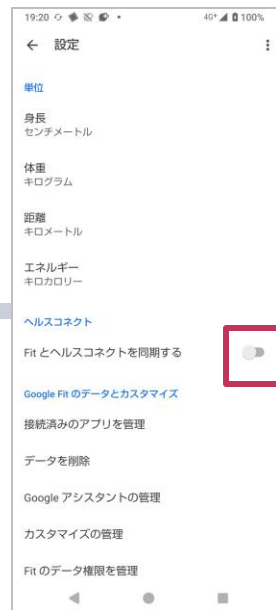 19:20 4G+ 100%
設定
単位
身長
センチメートル
体重
キログラム
距離
キロメートル
エネルギー
キロカロリー
ヘルスコネクト
Fit とヘルスコネクトを同期する
Google Fit のデータとカスタマイズ
接続済みのアプリを管理
データを削除
Google アシスタントの管理
カスタマイズの管理
Fit のデータ権限を管理